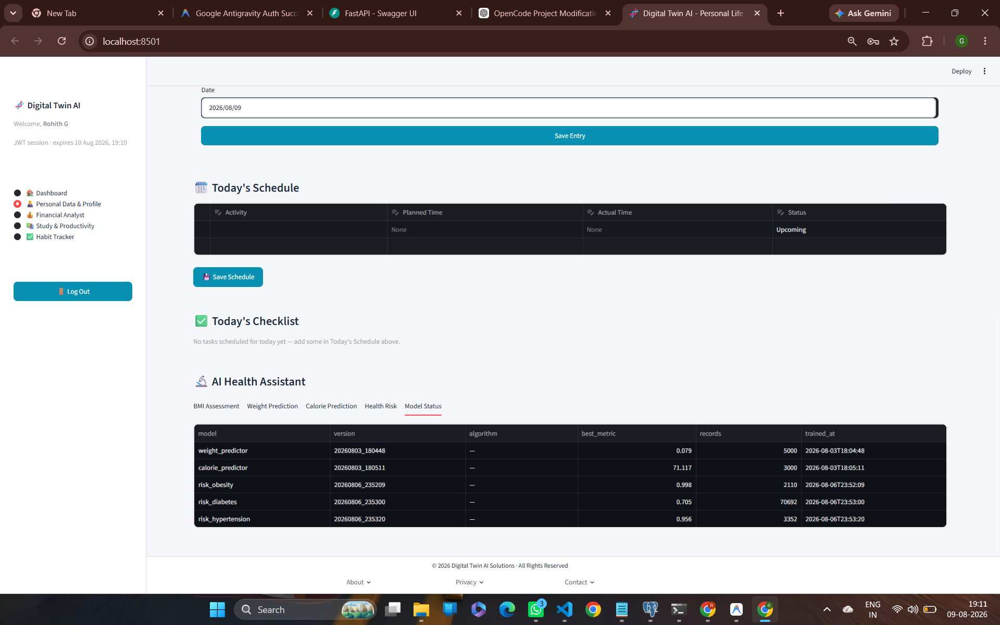 New Tab
Google Antigravity Auth Succ
FastAPI - Swagger UI
OpenCode Project Modificatic
Digital Twin AI - Personal Life
Ask Gemini
localhost:8501
G
Deploy
Digital Twin AI
Welcome, Rohith G
JWT session · expires 10 Aug 2026, 19:10
Dashboard
Personal Data & Profile
Financial Analyst
Study & Productivity
Habit Tracker
Log Out
Date
2026/08/09
Save Entry
Today's Schedule
Activity Planned Time Actual Time Status
None None Upcoming
Save Schedule
Today's Checklist
No tasks scheduled for today yet — add some in Today's Schedule above.
AI Health Assistant
BMI Assessment Weight Prediction Calorie Prediction Health Risk Model Status
model version algorithm best_metric records trained_at
weight_predictor 20260803_180448 — 0.079 5000 2026-08-03T18:04:48
calorie_predictor 20260803_180511 — 71.117 3000 2026-08-03T18:05:11
risk_obesity 20260806_235209 — 0.998 2110 2026-08-06T23:52:09
risk_diabetes 20260806_235300 — 0.705 70692 2026-08-06T23:53:00
risk_hypertension 20260806_235320 — 0.956 3352 2026-08-06T23:53:20
© 2026 Digital Twin AI Solutions · All Rights Reserved
About Privacy Contact
Search
3
R
G
ENG
IN
19:11
09-08-2026